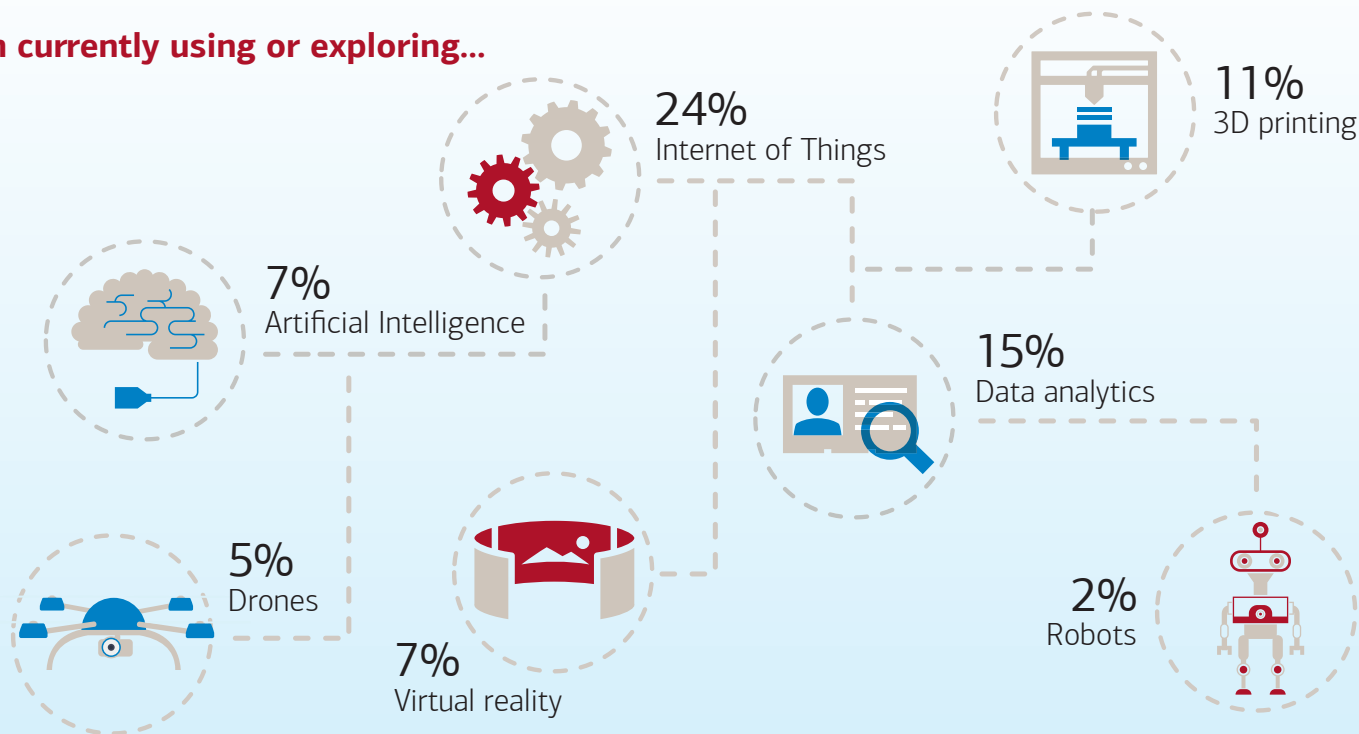 currently using or exploring...
24%
Internet of Things
11%
3D printing
7%
Artificial Intelligence
15%
Data analytics
5%
Drones
7%
Virtual reality
2%
Robots